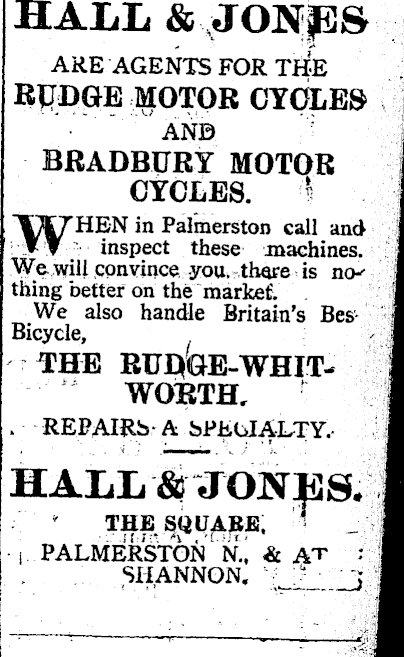 HALL & JONES
ARE AGENTS FOR THE
RUDGE MOTOR CYCLES
AND
BRADBURY MOTOR
CYCLES.
WHEN in Palmerston call and
inspect these machines.
We will convince you, there is no-
thing better on the market.
We also handle Britain's Bes
Bicycle,
THE RUDGE-WHIT-
WORTH.
REPAIRS A SPECIALTY.
HALL & JONES.
THE SQUARE,
PALMERSTON N., & AT
SHANNON.